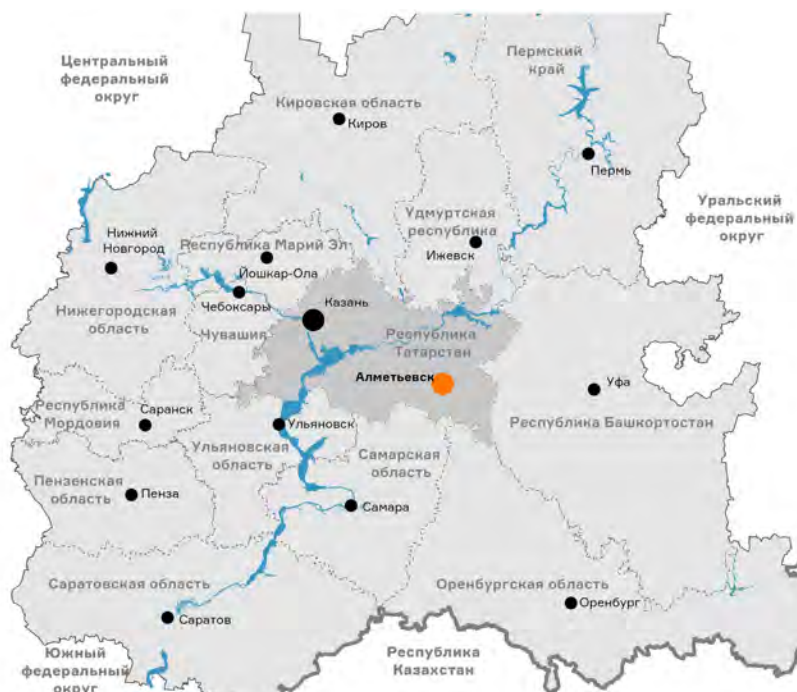 Центральный
федеральный
округ
Пермский
край
Кировская область
Киров
Пермь
Уральский
федеральный
округ
Удмуртская
республика
Ижевск
Нижний
Новгород
Республика Марий Эл
Йошкар-Ола
Чебоксары
Казань
Нижегородская
область
Чувашия
Республика
Татарстан
Алметьевск
Уфа
Республика Башкортостан
Республика
Мордовия
Саранск
Ульяновск
Ульяновская
область
Самарская
область
Пензенская
область
Пенза
Самара
Саратовская область
Саратов
Оренбургская область
Оренбург
Южный
федеральный
округ
Республика
Казахстан